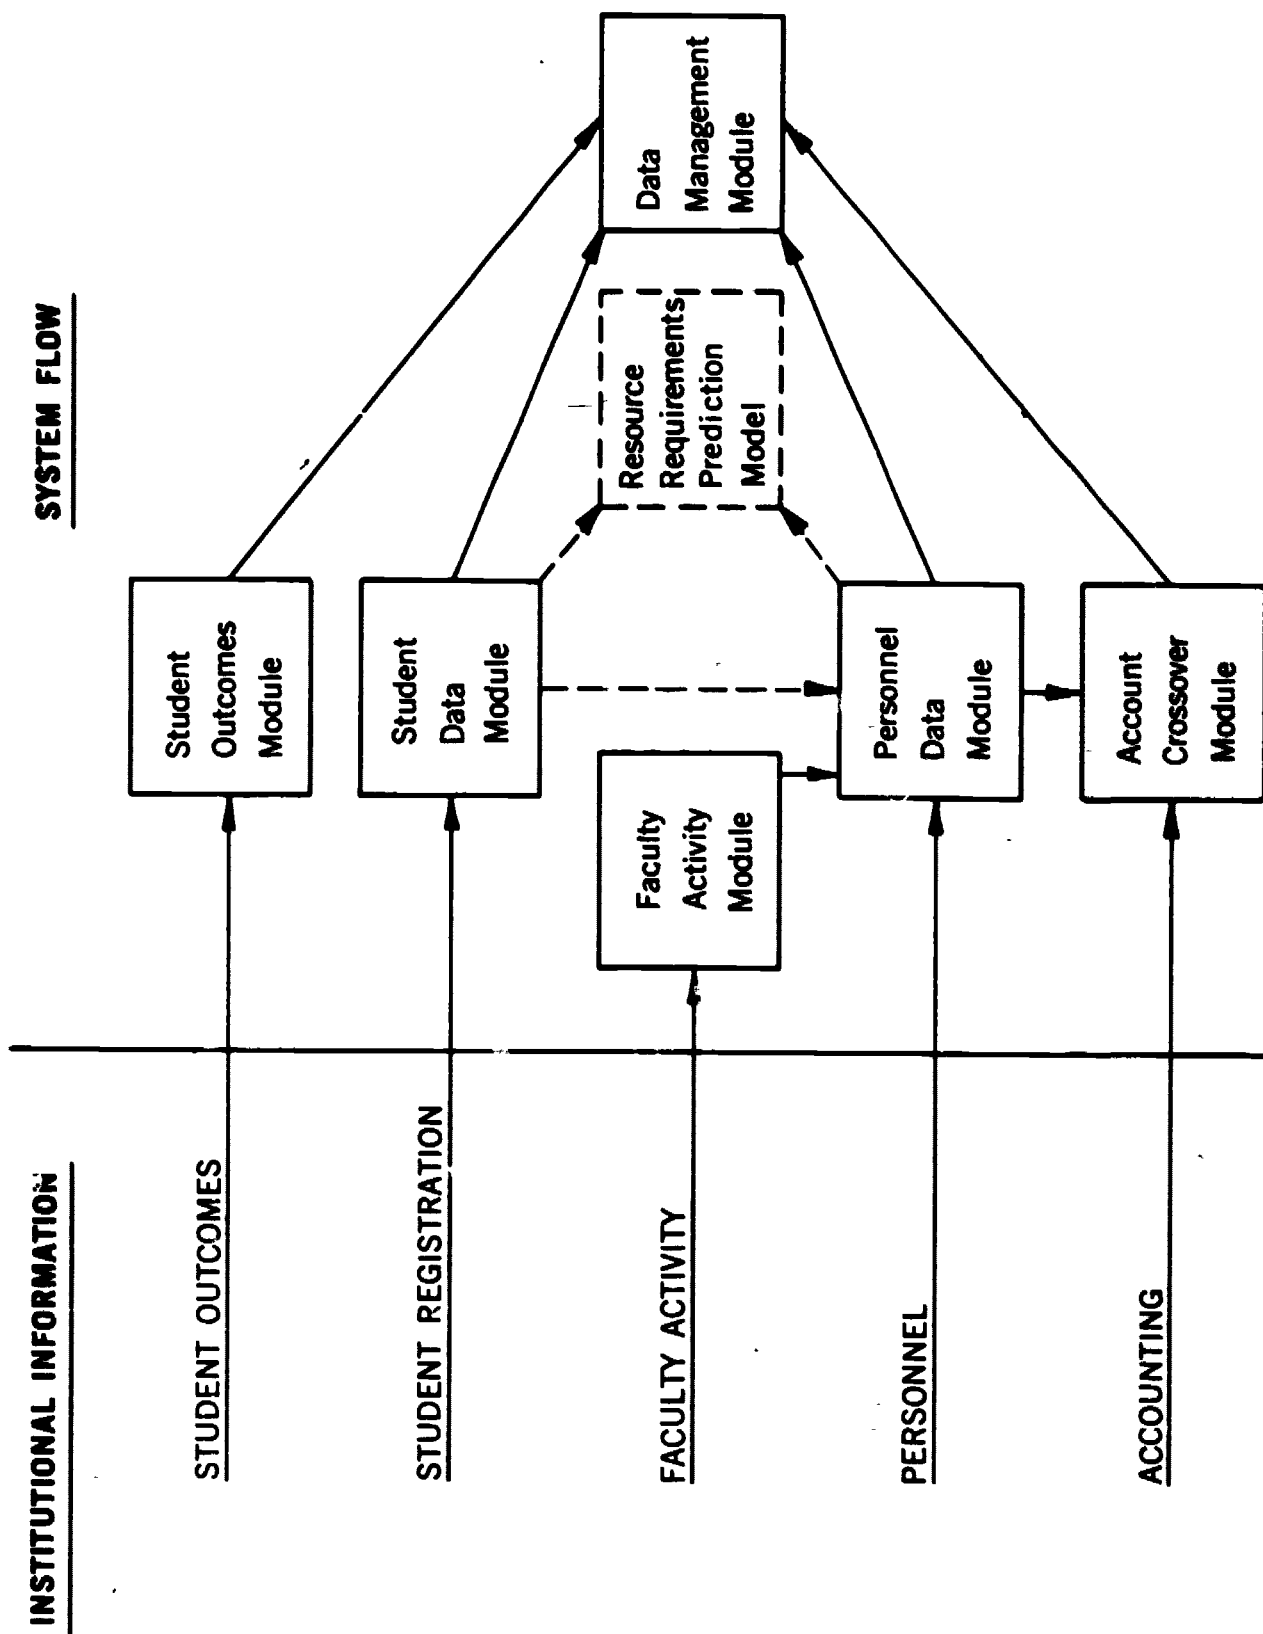 INSTITUTIONAL INFORMATION
SYSTEM FLOW
STUDENT OUTCOMES
Student
Outcomes
Module
STUDENT REGISTRATION
Student
Data
Module
FACULTY ACTIVITY
Faculty
Activity
Module
Resource
Requirements
Prediction
Model
Data
Management
Module
PERSONNEL
Personnel
Data
Module
ACCOUNTING
Account
Crossover
Module